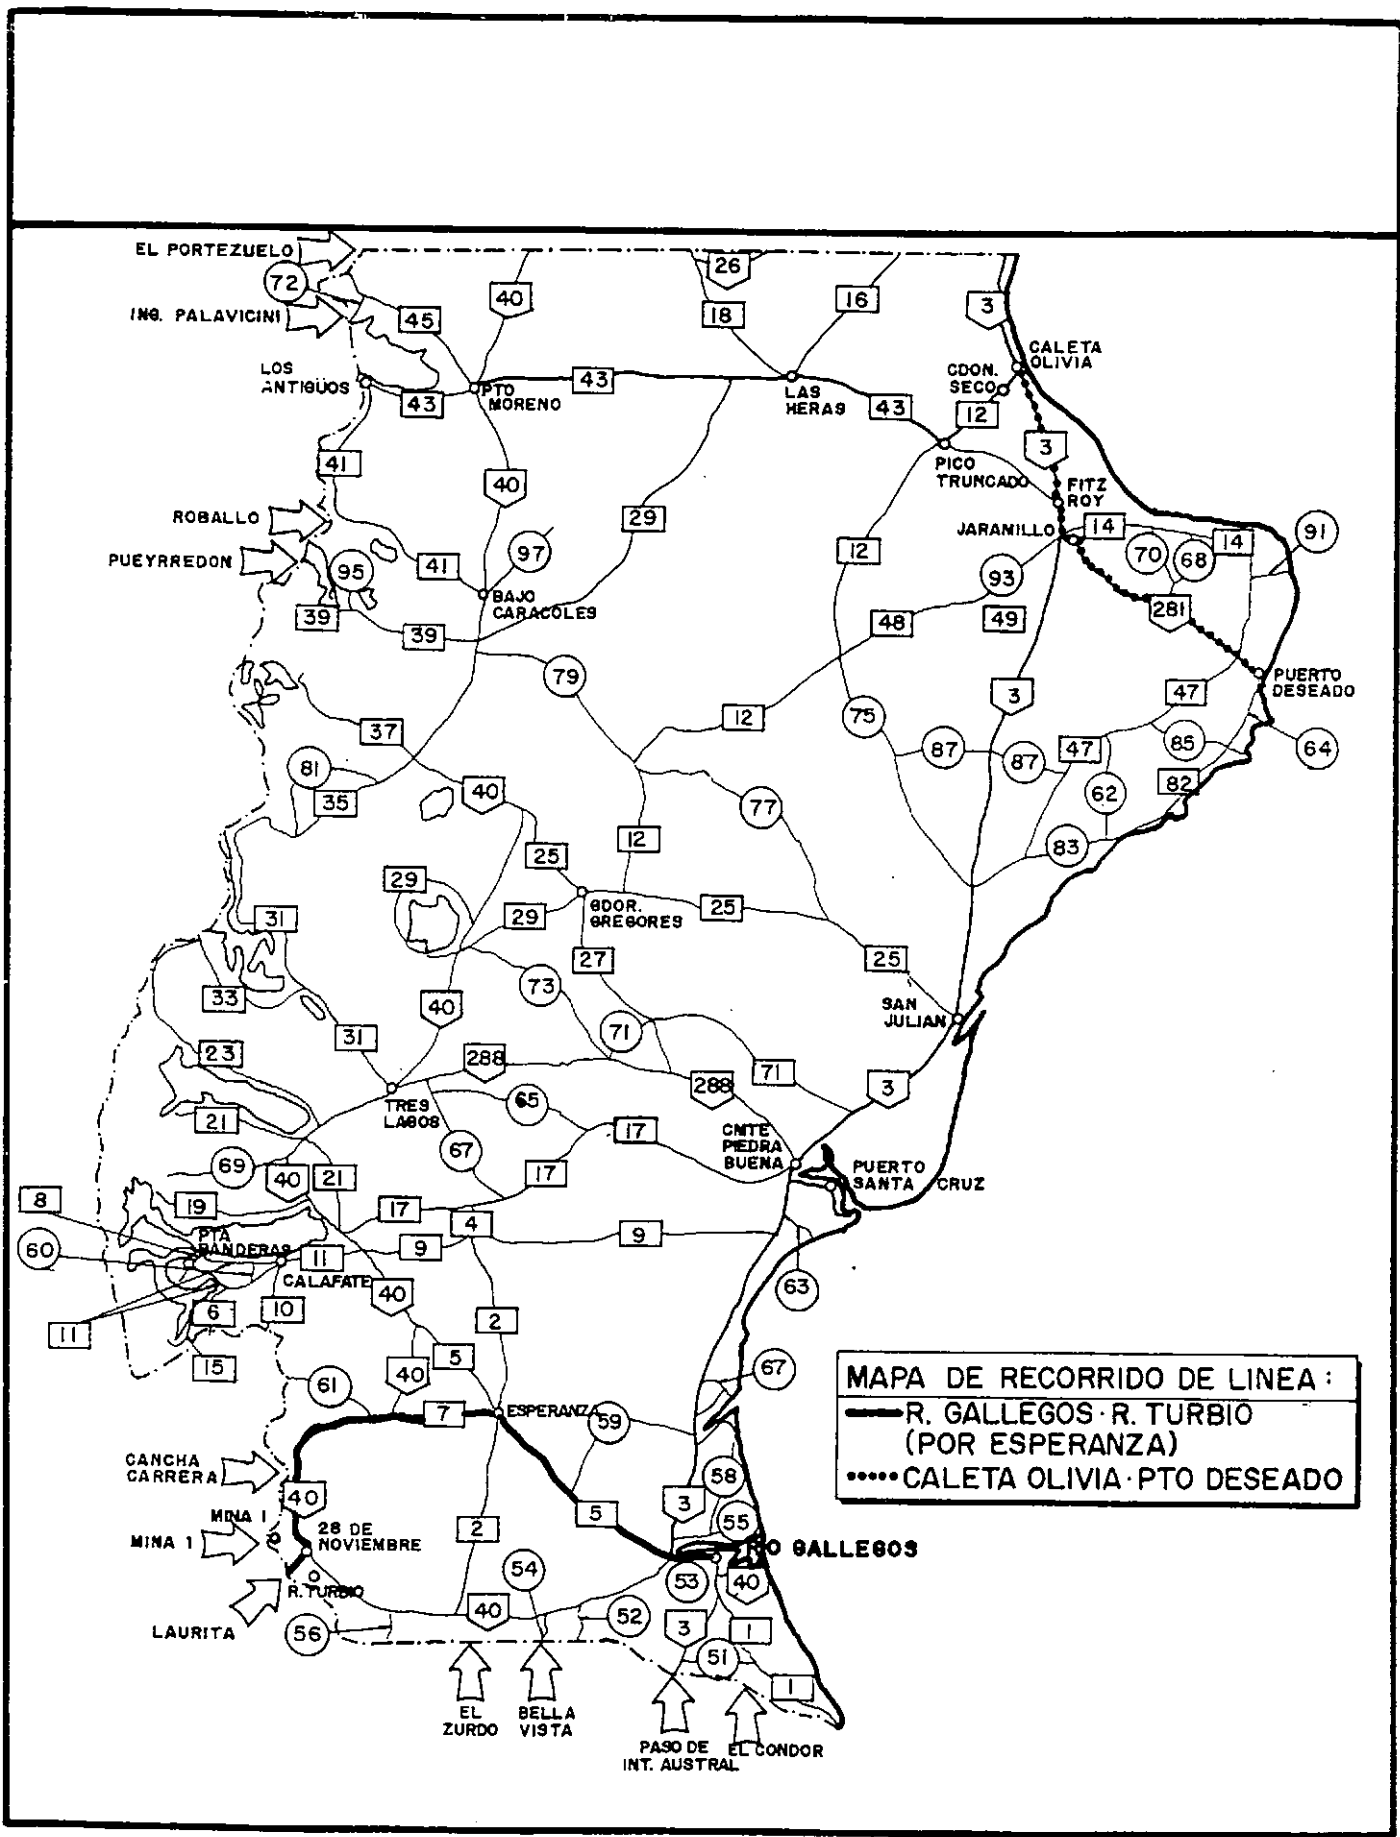 EL PORTEZUELO
72
ING. PALAVICINI
45
40
26
18
16
3
CALETA
OLIVIA
CDON.
SECO
LOS
ANTIGÜOS
43
PTO
MORENO
43
LAS
HERAS
43
12
3
PICO
TRUNCADO
FITZ
ROY
41
40
29
ROBALLO
PUEYRREDON
95
41
97
BAJO
CARACOLES
39
39
12
JARANILLO
14
14
91
70
68
93
48
49
281
79
12
75
3
47
PUERTO
DESEADO
37
81
35
40
87
87
47
85
64
62
82
77
12
83
25
29
29
GDOR.
GREGORES
25
31
27
25
33
73
40
SAN
JULIAN
31
71
23
288
288
71
3
TRES
LAGOS
65
21
67
17
CMTE
PIEDRA
BUENA
69
40
21
17
PUERTO
SANTA CRUZ
8
19
17
4
60
PTA
BANDERAS
11
9
9
CALAFATE
40
63
6
10
11
2
15
5
40
67
61
7
ESPERANZA
59
MAPA DE RECORRIDO DE LINEA :
R. GALLEGOS · R. TURBIO
(POR ESPERANZA)
CALETA OLIVIA · PTO DESEADO
CANCHA
CARRERA
40
58
3
5
55
MINA 1
MINA 1
28 DE
NOVIEMBRE
2
GALLEGOS
R. TURBIO
54
53
40
LAURITA
56
40
52
3
1
51
1
EL
ZURDO
BELLA
VISTA
PASO DE
INT. AUSTRAL
EL CONDOR